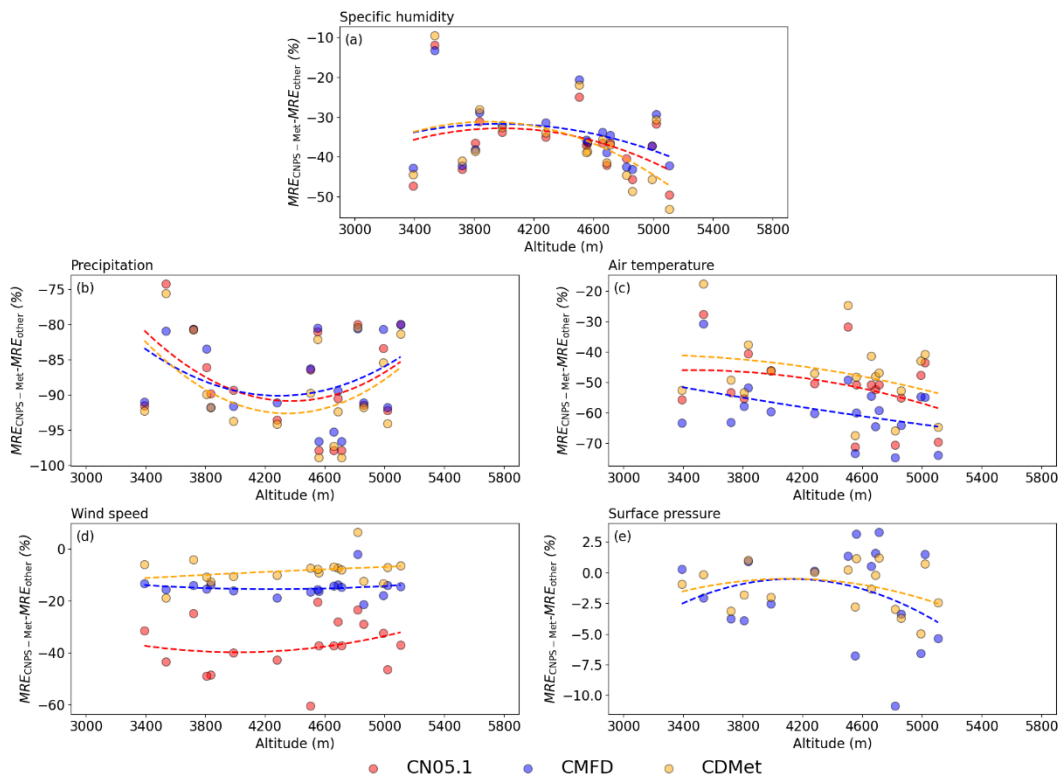 Specific humidity
(a)
MRE_CNPS−Met-MRE_other (%)
−10
−20
−30
−40
−50
3000 3400 3800 4200 4600 5000 5400 5800
Altitude (m)
Precipitation
(b)
MRE_CNPS−Met-MRE_other (%)
−75
−80
−85
−90
−95
−100
3000 3400 3800 4200 4600 5000 5400 5800
Altitude (m)
Air temperature
(c)
MRE_CNPS−Met-MRE_other (%)
−20
−30
−40
−50
−60
−70
3000 3400 3800 4200 4600 5000 5400 5800
Altitude (m)
Wind speed
(d)
MRE_CNPS−Met-MRE_other (%)
0
−20
−40
−60
3000 3400 3800 4200 4600 5000 5400 5800
Altitude (m)
Surface pressure
(e)
MRE_CNPS−Met-MRE_other (%)
2.5
0.0
−2.5
−5.0
−7.5
−10.0
3000 3400 3800 4200 4600 5000 5400 5800
Altitude (m)
CN05.1 CMFD CDMet